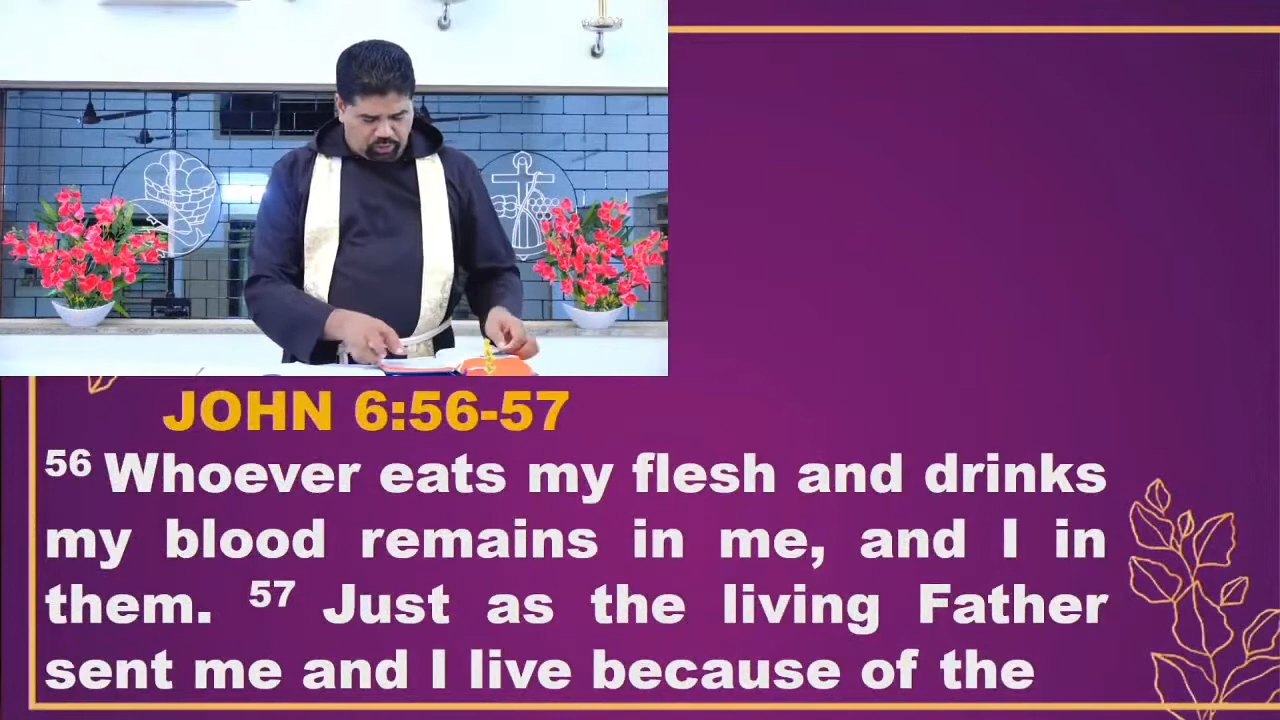 JOHN 6:56-57
56 Whoever eats my flesh and drinks
my blood remains in me, and I in
them. 57 Just as the living Father
sent me and I live because of the